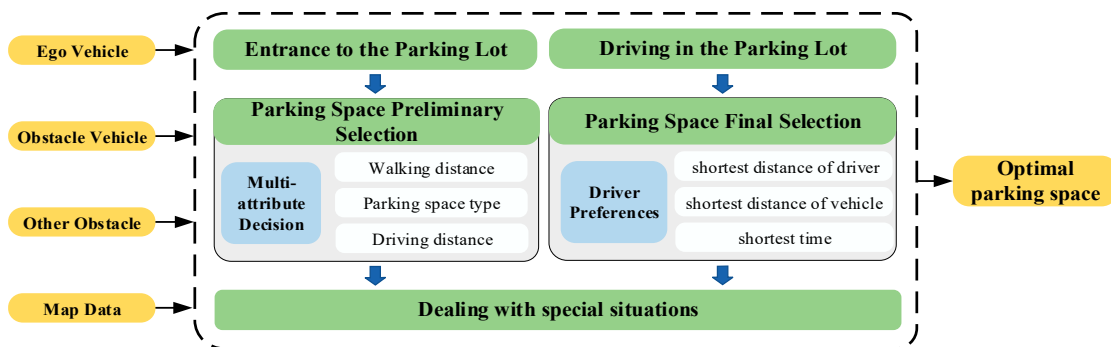 Ego Vehicle
Obstacle Vehicle
Other Obstacle
Map Data
Entrance to the Parking Lot
Parking Space Preliminary
Selection
Multi-
attribute
Decision
Walking distance
Parking space type
Driving distance
Driving in the Parking Lot
Parking Space Final Selection
Driver
Preferences
shortest distance of driver
shortest distance of vehicle
shortest time
Dealing with special situations
Optimal
parking space